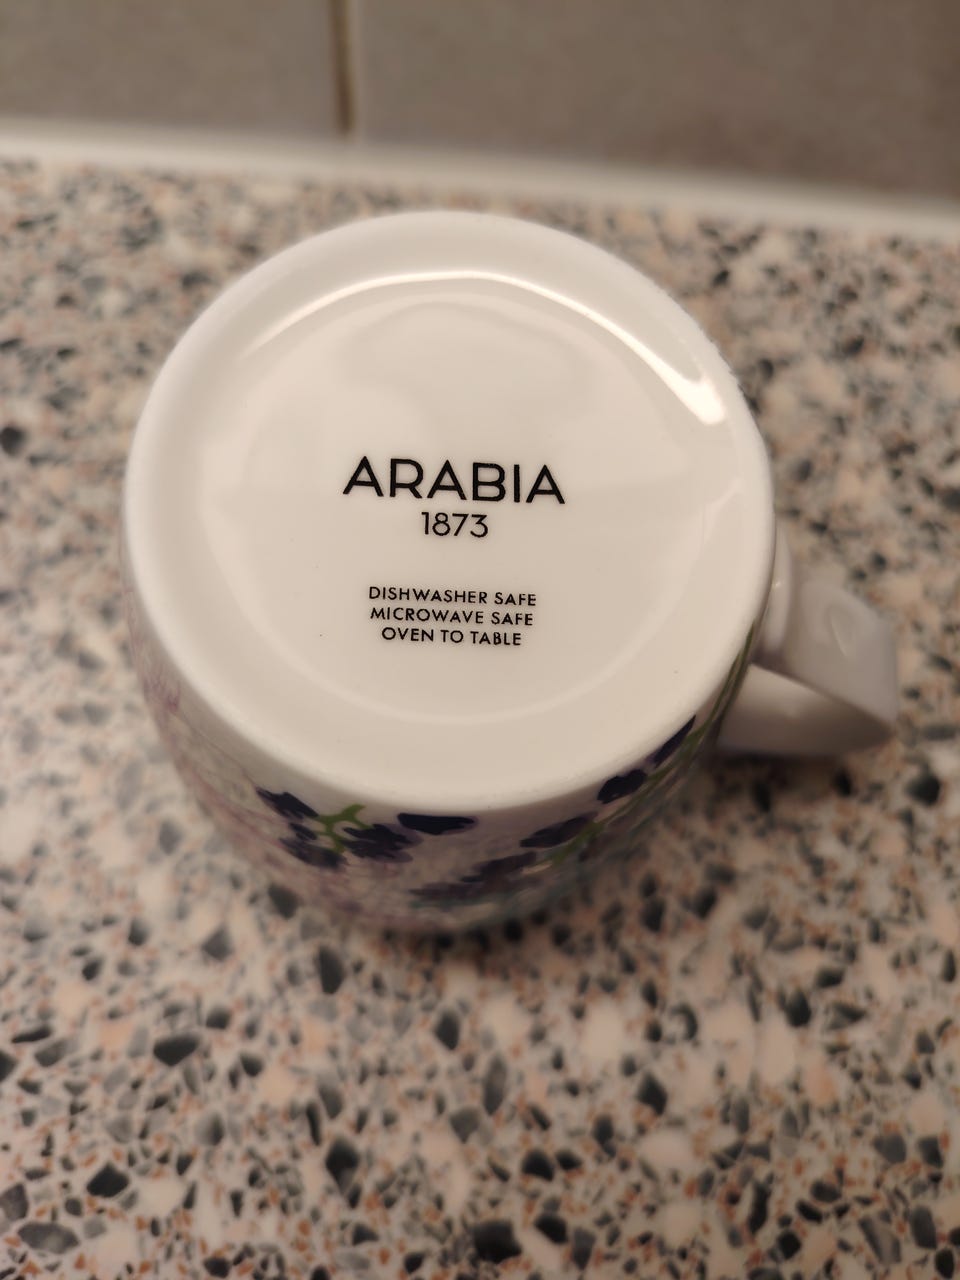 ARABIA
1873
DISHWASHER SAFE
MICROWAVE SAFE
OVEN TO TABLE